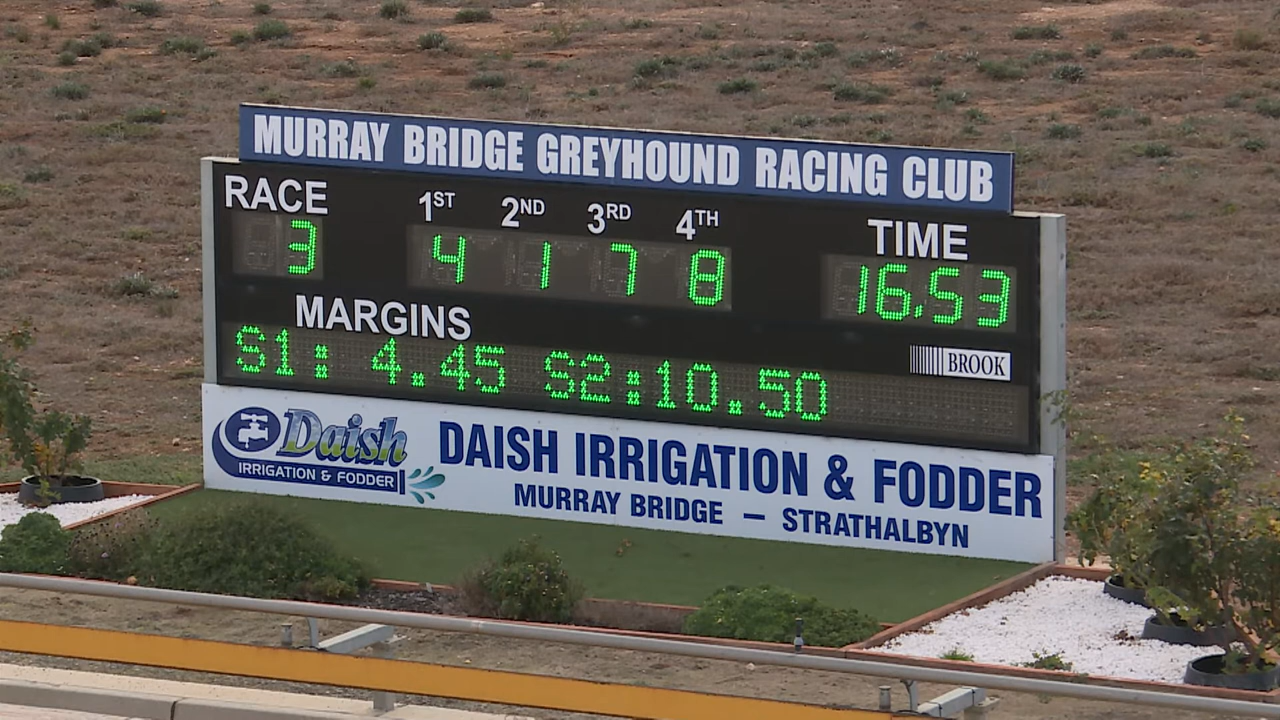 MURRAY BRIDGE GREYHOUND RACING CLUB
RACE 1ST 2ND 3RD 4TH TIME
3 4 1 7 8 16.53
MARGINS
BROOK
S1: 4.45 S2:10.50
Daish
IRRIGATION & FODDER
DAISH IRRIGATION & FODDER
MURRAY BRIDGE — STRATHALBYN